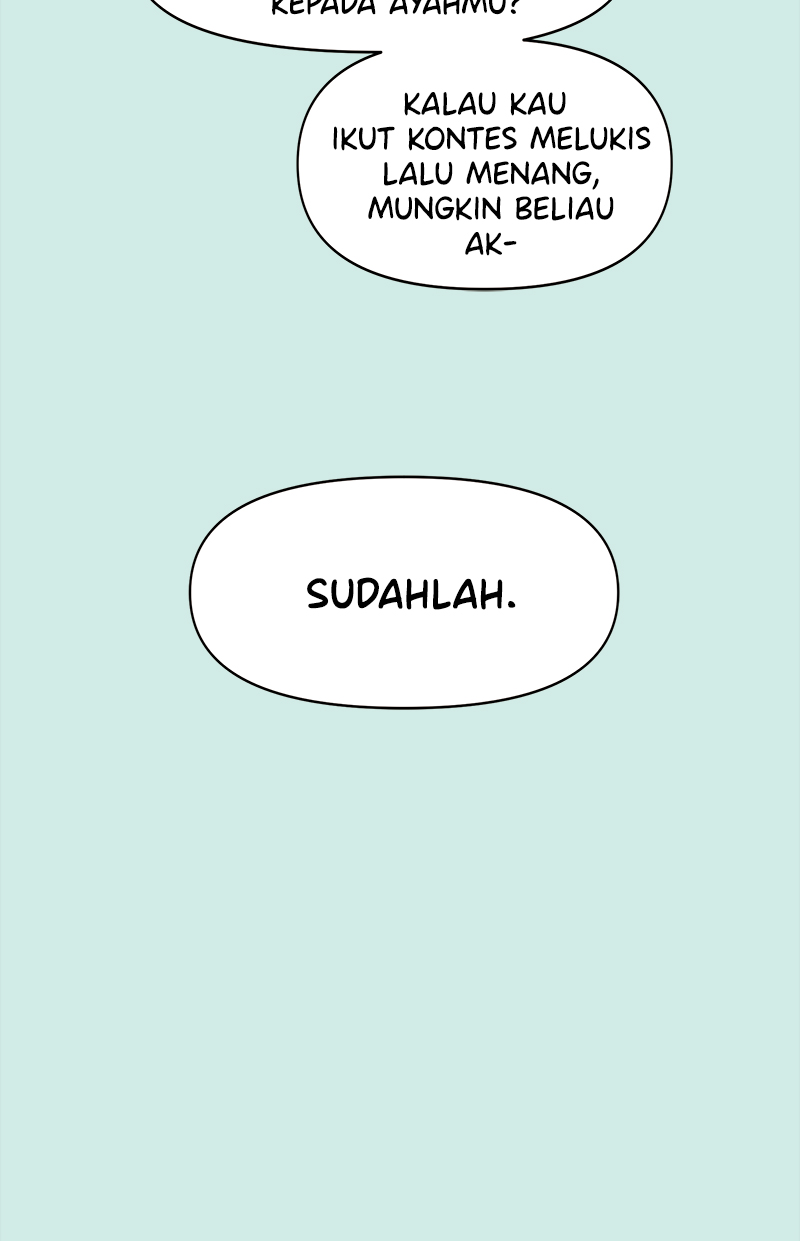 KEPADA AYAHMU?
KALAU KAU
IKUT KONTES MELUKIS
LALU MENANG,
MUNGKIN BELIAU
AK-
SUDAHLAH.